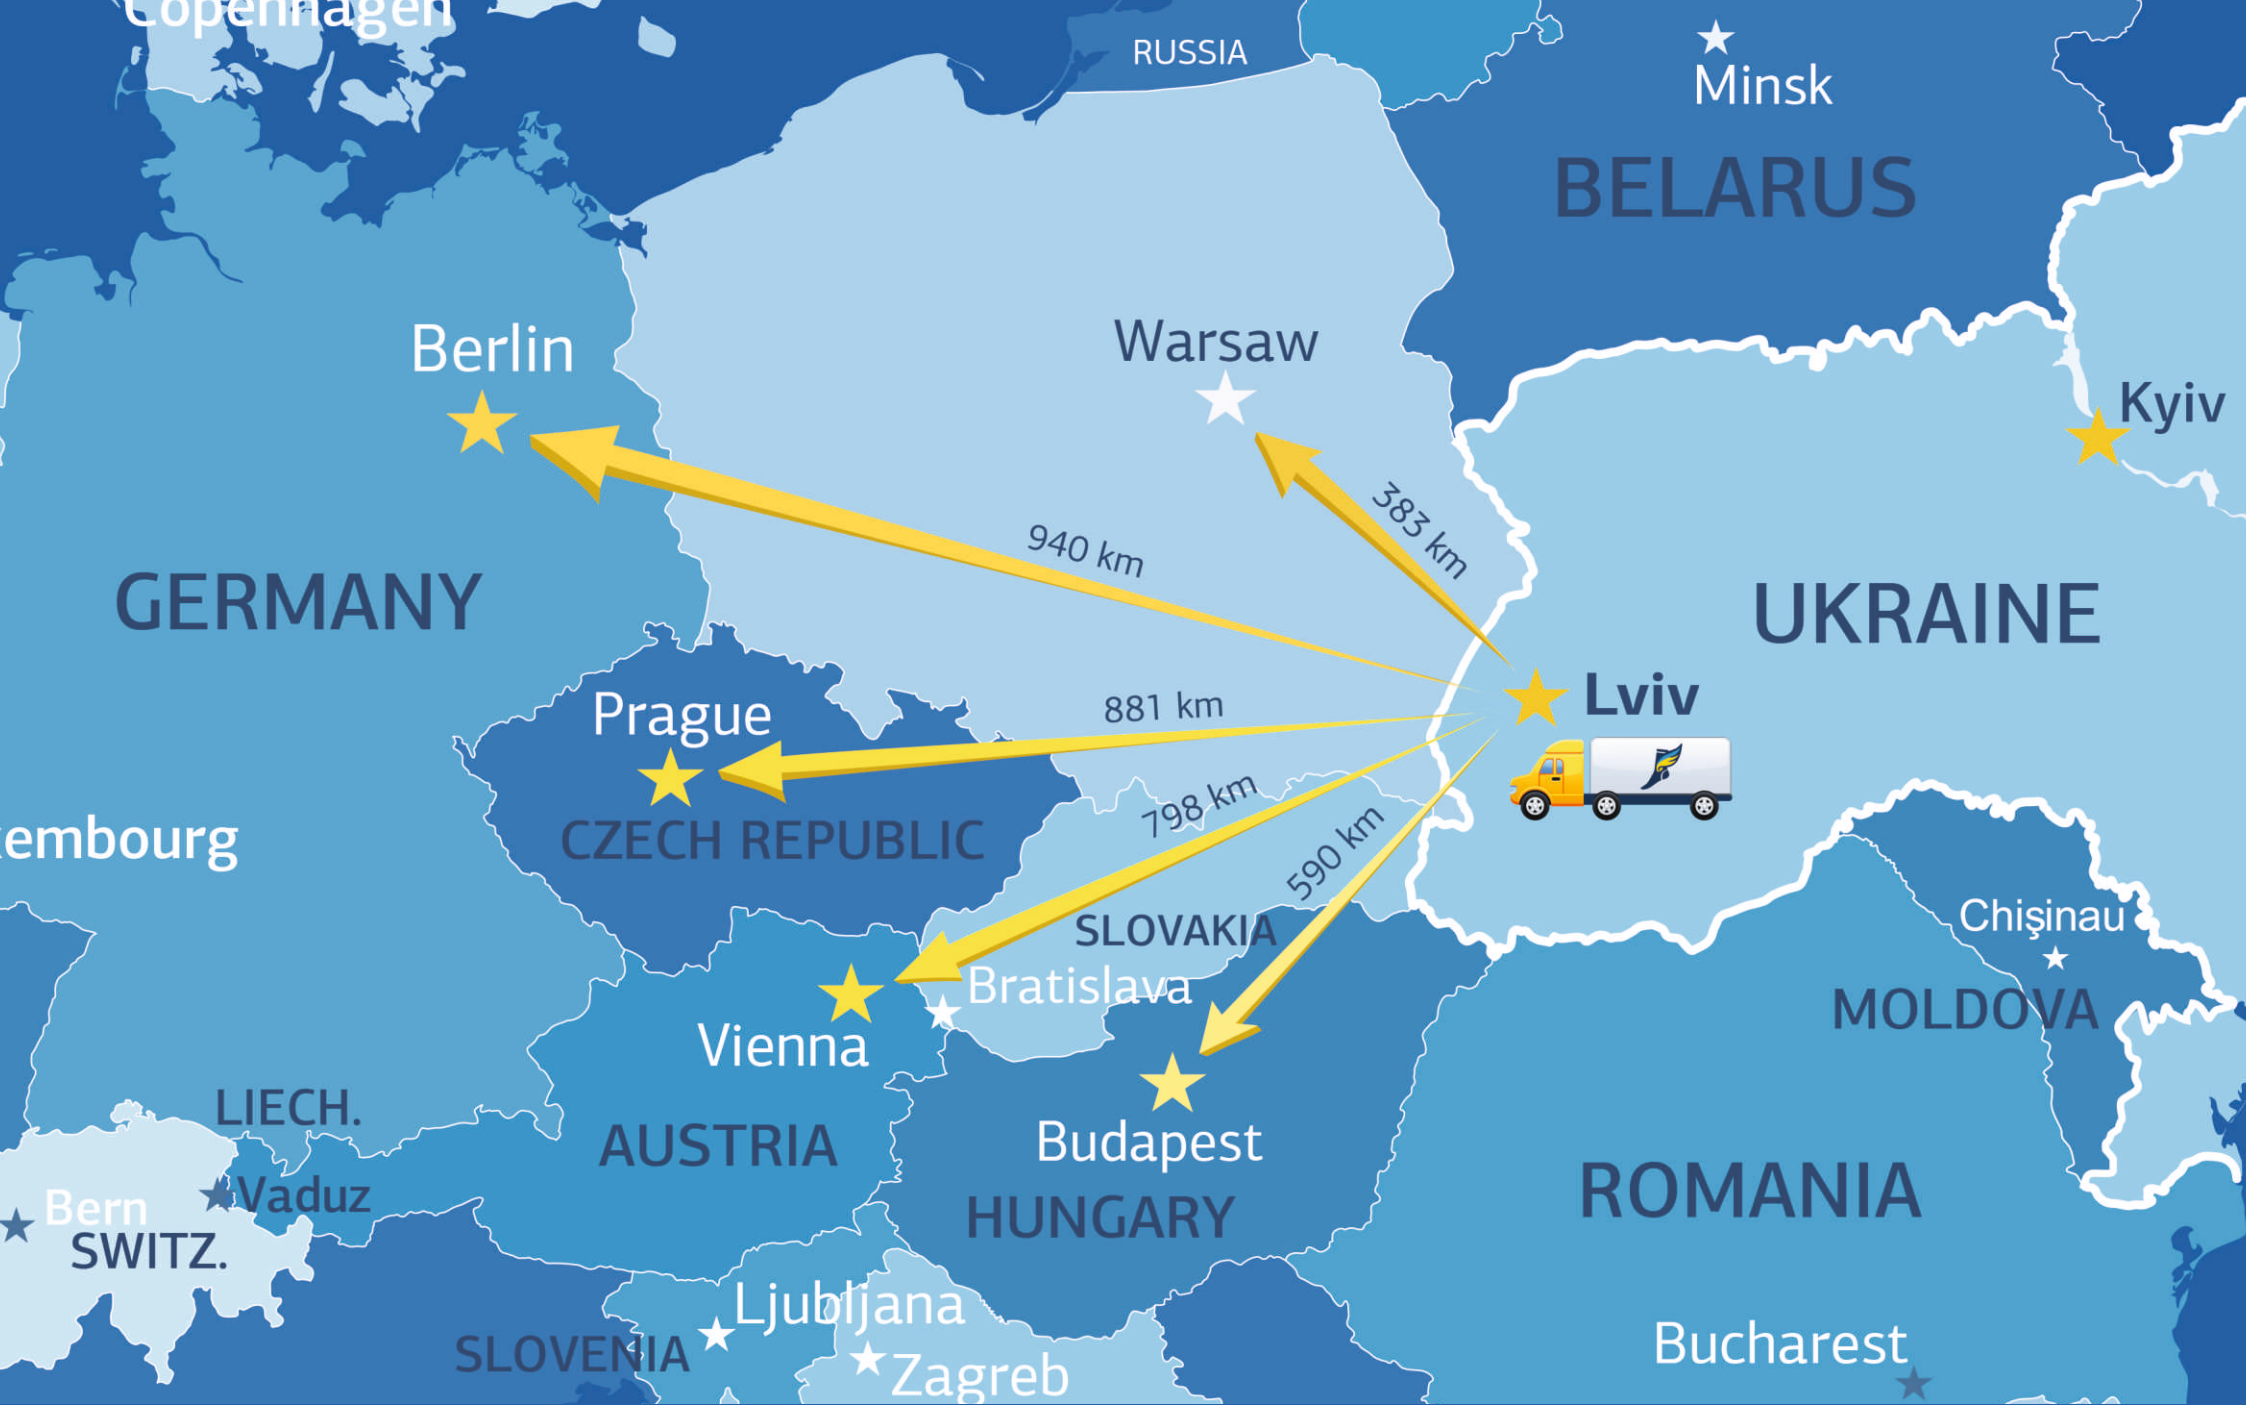 Copenhagen
RUSSIA
Minsk
BELARUS
Berlin
Warsaw
Kyiv
383 km
940 km
GERMANY
UKRAINE
Prague
881 km
Lviv
798 km
590 km
CZECH REPUBLIC
embourg
SLOVAKIA
Chişinau
Bratislava
Vienna
MOLDOVA
LIECH.
AUSTRIA
Budapest
Vaduz
Bern
HUNGARY
ROMANIA
SWITZ.
Ljubljana
SLOVENIA
Zagreb
Bucharest